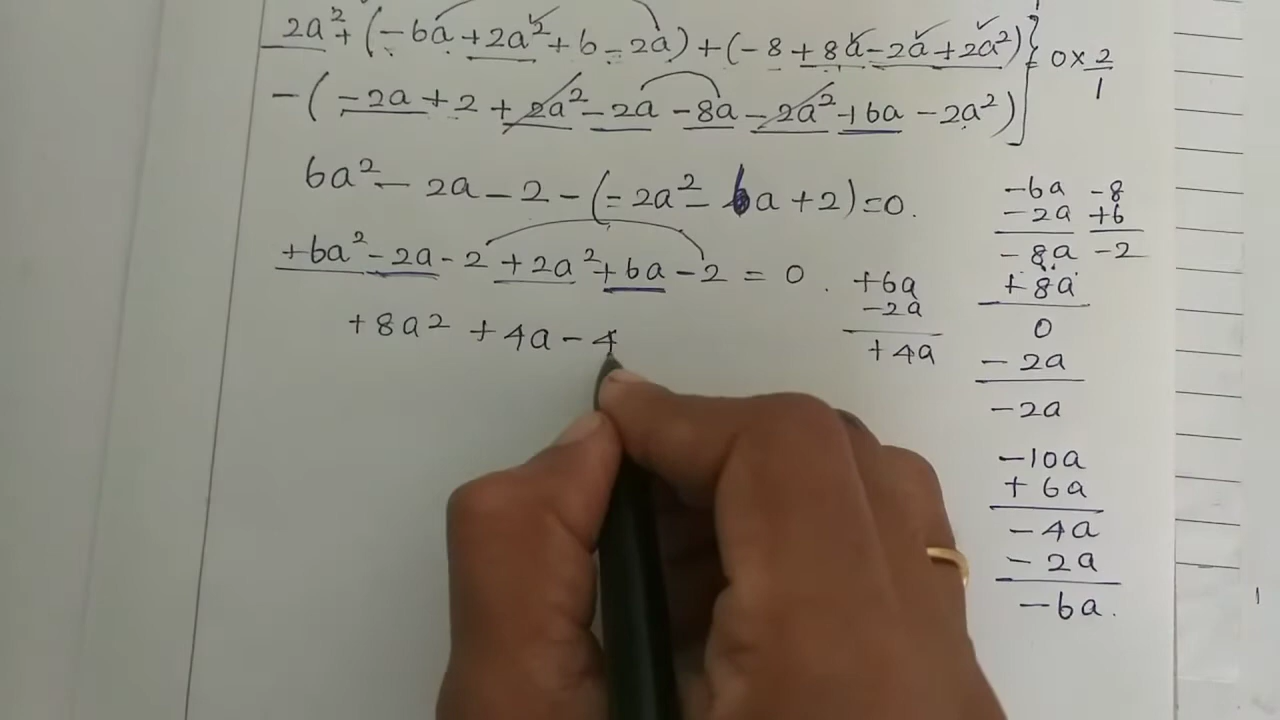 2a² + (-6a + 2a² + 6 - 2a) + (-8 + 8a - 2a + 2a²)} = 0 × 2/1
- (-2a + 2 + 2a² - 2a - 8a - 2a² + 6a - 2a²)]
6a² - 2a - 2 - (-2a² - 6a + 2) = 0.
+6a² - 2a - 2 + 2a² + 6a - 2 = 0.
+8a² + 4a - 4
+6a
-2a
+4a
-6a -8
-2a +6
-8a -2
+8a
0
-2a
-2a
-10a
+6a
-4a
-2a
-6a.